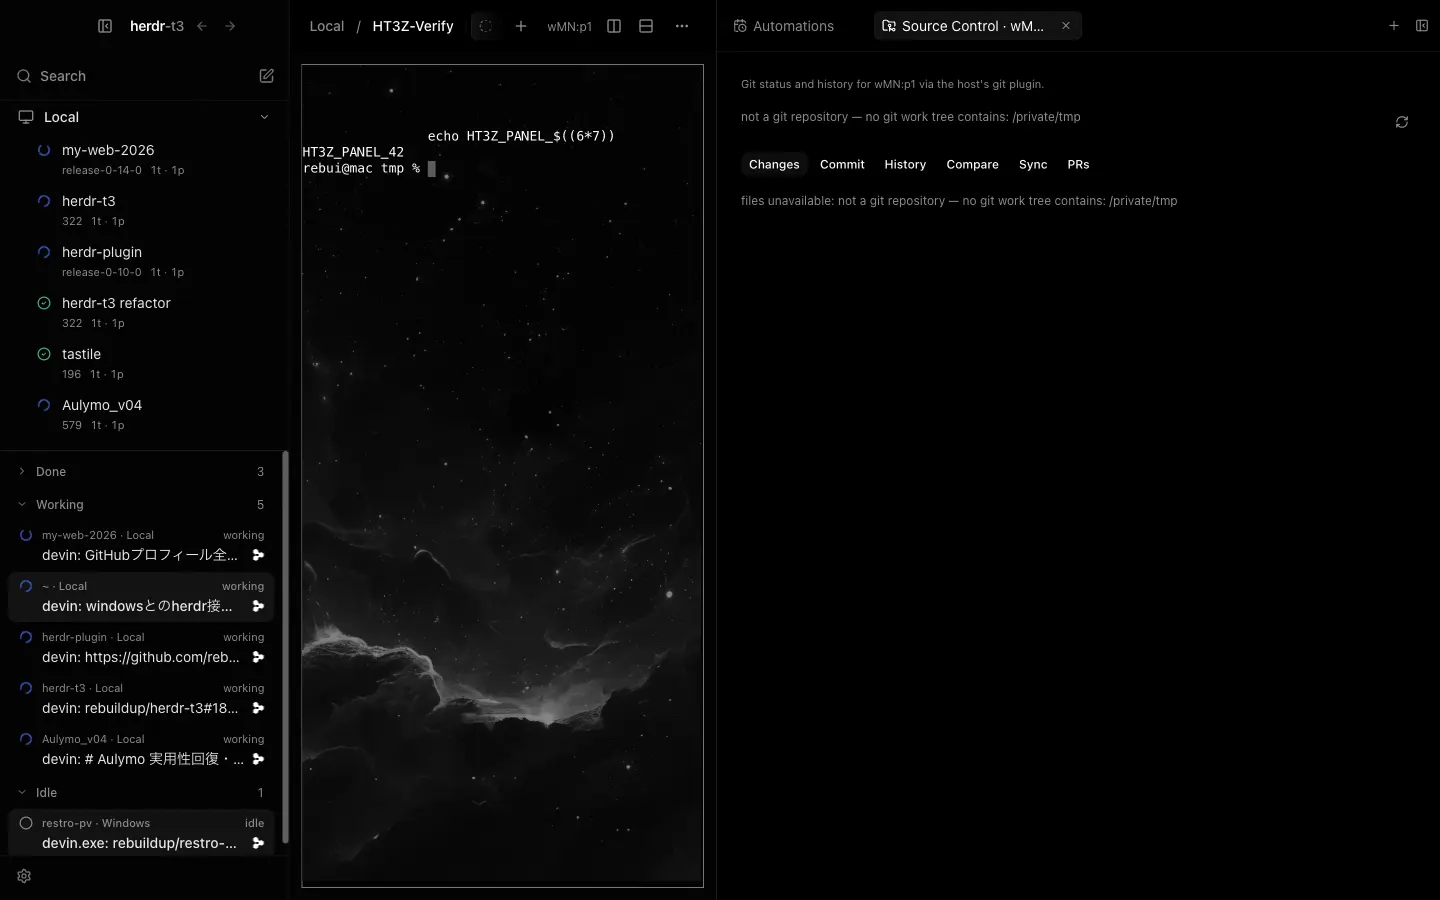 herdr-t3
Search
Local
my-web-2026
release-0-14-0 1t · 1p
herdr-t3
322 1t · 1p
herdr-plugin
release-0-10-0 1t · 1p
herdr-t3 refactor
322 1t · 1p
tastile
196 1t · 1p
Aulymo_v04
579 1t · 1p
Done 3
Working 5
my-web-2026 · Local working
devin: GitHubプロフィール全...
~ · Local working
devin: windowsとのherdr接...
herdr-plugin · Local working
devin: https://github.com/reb...
herdr-t3 · Local working
devin: rebuildup/herdr-t3#18...
Aulymo_v04 · Local working
devin: # Aulymo 実用性回復・...
Idle 1
restro-pv · Windows idle
devin.exe: rebuildup/restro-...
Local / HT3Z-Verify wMN:p1
echo HT3Z_PANEL_$((6*7))
HT3Z_PANEL_42
rebui@mac tmp %
Automations
Source Control · wM...
Git status and history for wMN:p1 via the host's git plugin.
not a git repository — no git work tree contains: /private/tmp
Changes Commit History Compare Sync PRs
files unavailable: not a git repository — no git work tree contains: /private/tmp